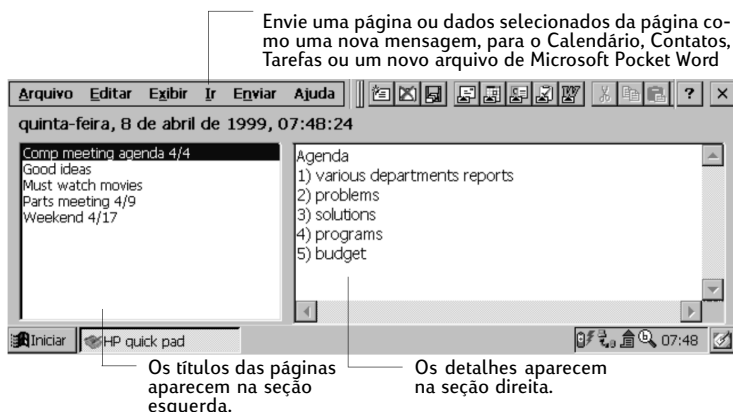 Envie uma página ou dados selecionados da página co-
mo uma nova mensagem, para o Calendário, Contatos,
Tarefas ou um novo arquivo de Microsoft Pocket Word
Arquivo Editar Exibir Ir Enviar Ajuda ? ×
quinta-feira, 8 de abril de 1999, 07:48:24
Comp meeting agenda 4/4
Good ideas
Must watch movies
Parts meeting 4/9
Weekend 4/17
Agenda
1) various departments reports
2) problems
3) solutions
4) programs
5) budget
Iniciar HP quick pad 07:48
Os títulos das páginas
aparecem na seção
esquerda.
Os detalhes aparecem
na seção direita.